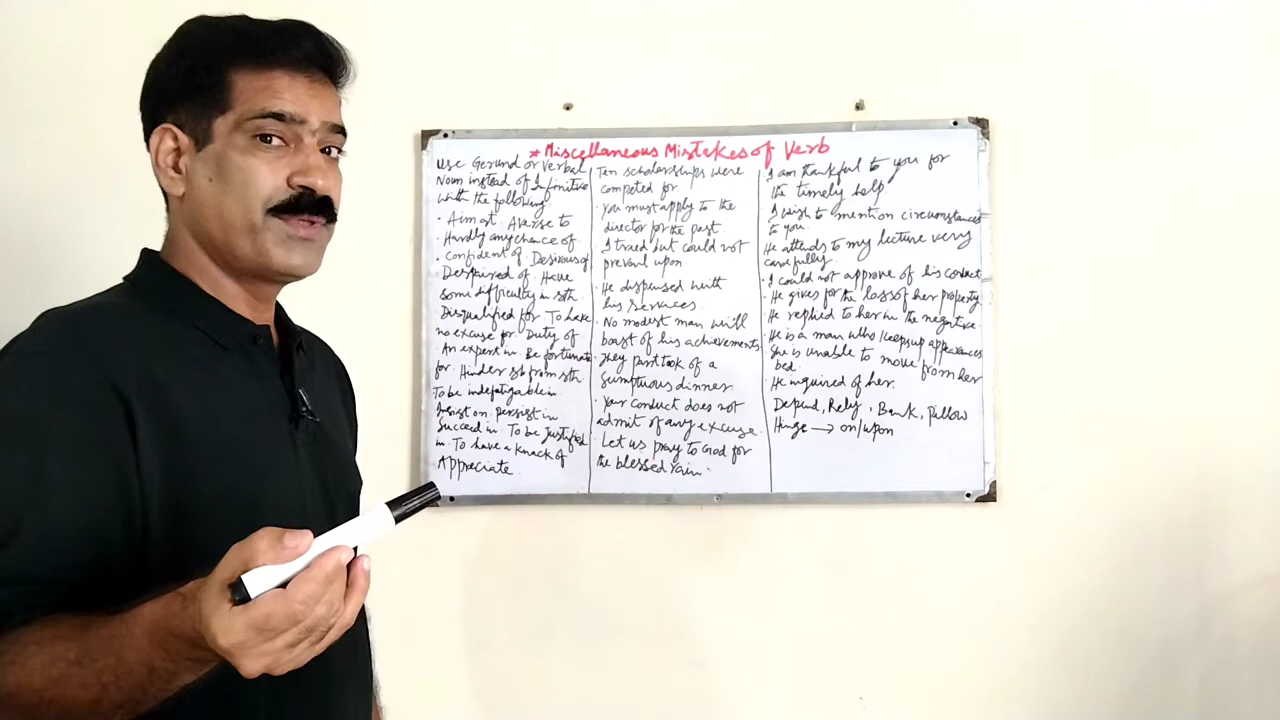 * Miscellaneous Mistakes of Verb
Use Gerund or Verbal
Noun instead of Infinitive
with the following.
· Aim at Averse to
· Hardly any chance of
· confident of Desirous of
Despaired of Have
some difficulty in sth.
· Disqualified for To have
no excuse for Duty of
An expert in Be fortunate
for Hinder sb from sth
To be indefatigable in
Insist on persist in
Succeed in To be justified
in To have a knack of
Appreciate
Ten scholarships were
competed for.
· You must apply to the
director for the post.
· I tried but could not
prevail upon
· He dispensed with
his services.
· No modest man will
boast of his achievements
· They partook of a
Sumptuous dinner
· Your conduct does not
admit of any excuse.
· Let us pray to God for
the blessed rain.
I am thankful to you for
the timely help
· I wish to mention circumstances
to you.
He attends to my lecture very
carefully.
· I could not approve of his conduct
· He gives for the loss of her property
He replied to her in the negative.
He is a man who keeps up appearances
She is unable to move from her
bed.
· He inquired of her.
Depend, Rely, Bank, Pillow
Hinge → on/upon